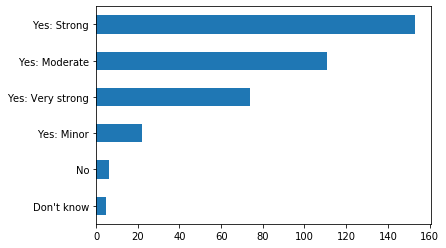 Yes: Strong
Yes: Moderate
Yes: Very strong
Yes: Minor
No
Don't know
0 20 40 60 80 100 120 140 160